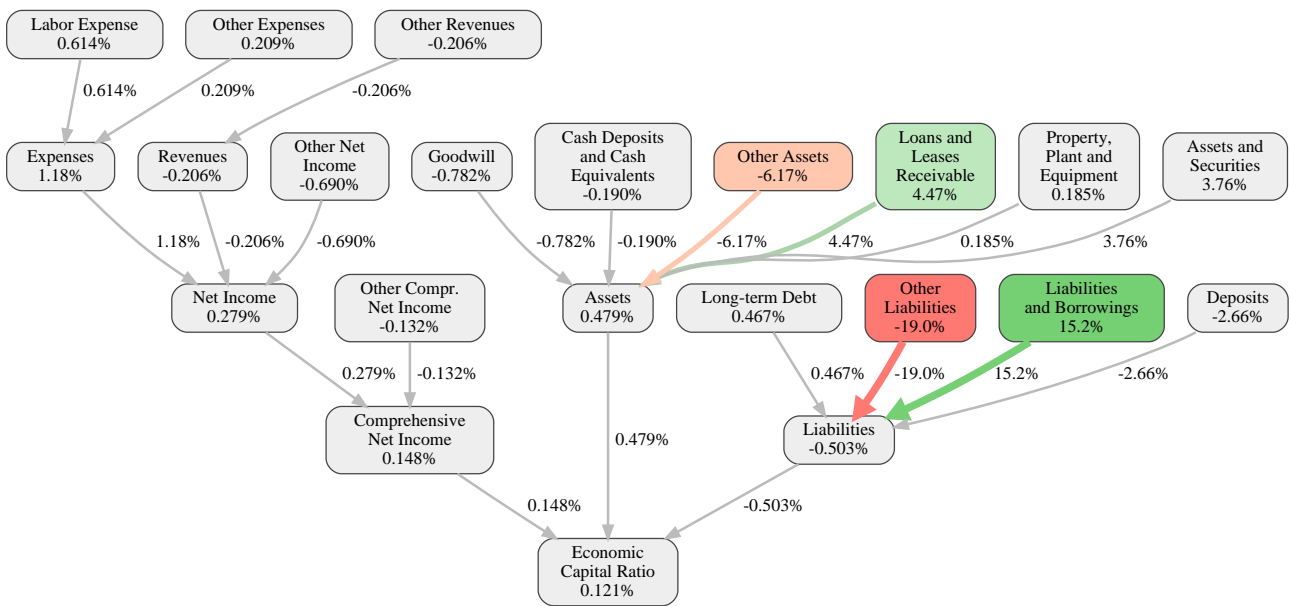 Labor Expense
0.614%
Other Expenses
0.209%
Other Revenues
-0.206%
0.614%
0.209%
-0.206%
Expenses
1.18%
Revenues
-0.206%
Other Net
Income
-0.690%
Goodwill
-0.782%
Cash Deposits
and Cash
Equivalents
-0.190%
Other Assets
-6.17%
Loans and
Leases
Receivable
4.47%
Property,
Plant and
Equipment
0.185%
Assets and
Securities
3.76%
1.18%
-0.206%
-0.690%
-0.782%
-0.190%
-6.17%
4.47%
0.185%
3.76%
Net Income
0.279%
Other Compr.
Net Income
-0.132%
Assets
0.479%
Long-term Debt
0.467%
Other
Liabilities
-19.0%
Liabilities
and Borrowings
15.2%
Deposits
-2.66%
0.279%
-0.132%
0.467%
-19.0%
15.2%
-2.66%
Comprehensive
Net Income
0.148%
0.479%
Liabilities
-0.503%
0.148%
-0.503%
Economic
Capital Ratio
0.121%